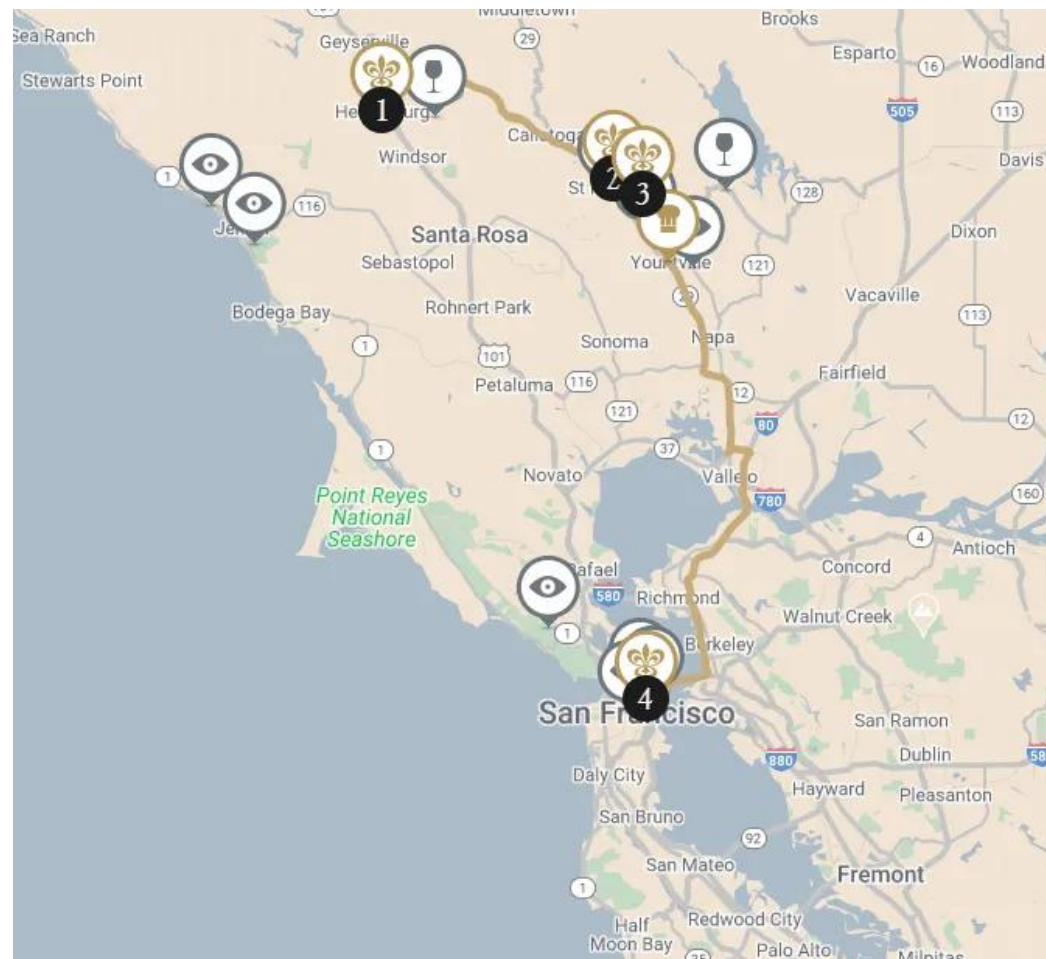 Middletown
Brooks
Sea Ranch
Geyserville
29
Esparto
16
Woodland
Stewarts Point
505
113
1
Windsor
Davis
1
2
St
128
3
116
Santa Rosa
Dixon
Sebastopol
Yountville
121
Bodega Bay
Rohnert Park
29
Vacaville
113
1
Sonoma
Napa
101
Petaluma
116
Fairfield
121
12
80
12
1
37
Novato
Vallejo
780
160
Point Reyes
National
Seashore
4
Antioch
Concord
580
Richmond
Walnut Creek
1
Berkeley
4
San Francisco
San Ramon
Dublin
880
58
Daly City
Hayward
Pleasanton
San Bruno
92
San Mateo
Fremont
1
Redwood City
Half
Moon Bay
Palo Alto
35
Milpitas